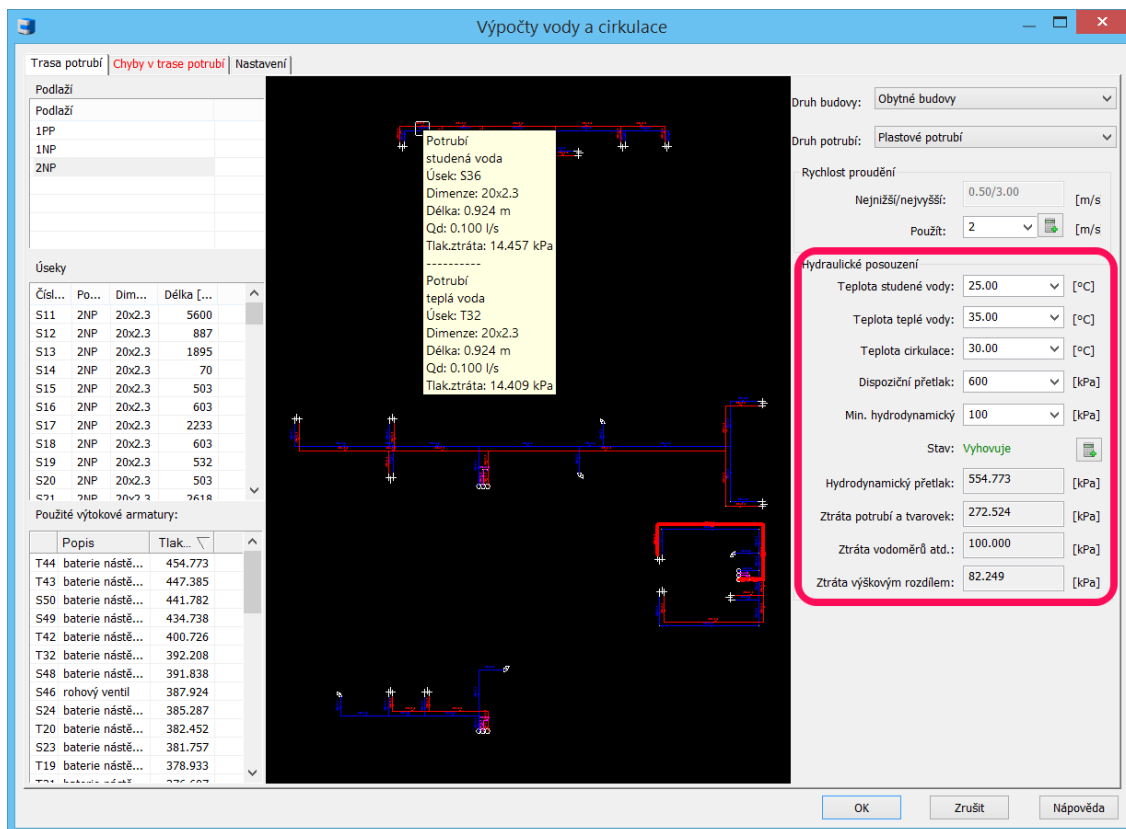 Výpočty vody a cirkulace
Trasa potrubí Chyby v trase potrubí Nastavení
Podlaží
Podlaží
1PP
1NP
2NP
Úseky
Čísl... Po... Dim... Délka [...
S11 2NP 20x2.3 5600
S12 2NP 20x2.3 887
S13 2NP 20x2.3 1895
S14 2NP 20x2.3 70
S15 2NP 20x2.3 503
S16 2NP 20x2.3 603
S17 2NP 20x2.3 2233
S18 2NP 20x2.3 603
S19 2NP 20x2.3 532
S20 2NP 20x2.3 503
S21 2NP 20x2.3 2618
Použité výtokové armatury:
Popis Tlak...
T44 baterie nástě... 454.773
T43 baterie nástě... 447.385
S50 baterie nástě... 441.782
S49 baterie nástě... 434.738
T42 baterie nástě... 400.726
T32 baterie nástě... 392.208
S48 baterie nástě... 391.838
S46 rohový ventil 387.924
S24 baterie nástě... 385.287
T20 baterie nástě... 382.452
S23 baterie nástě... 381.757
T19 baterie nástě... 378.933
Potrubí
studená voda
Úsek: S36
Dimenze: 20x2.3
Délka: 0.924 m
Qd: 0.100 l/s
Tlak.ztráta: 14.457 kPa
----------
Potrubí
teplá voda
Úsek: T32
Dimenze: 20x2.3
Délka: 0.924 m
Qd: 0.100 l/s
Tlak.ztráta: 14.409 kPa
Druh budovy: Obytné budovy
Druh potrubí: Plastové potrubí
Rychlost proudění
Nejnižší/nejvyšší: 0.50/3.00 [m/s
Použít: 2 [m/s
Hydraulické posouzení
Teplota studené vody: 25.00 [°C]
Teplota teplé vody: 35.00 [°C]
Teplota cirkulace: 30.00 [°C]
Dispoziční přetlak: 600 [kPa]
Min. hydrodynamický 100 [kPa]
Stav: Vyhovuje
Hydrodynamický přetlak: 554.773 [kPa]
Ztráta potrubí a tvarovek: 272.524 [kPa]
Ztráta vodoměrů atd.: 100.000 [kPa]
Ztráta výškovým rozdílem: 82.249 [kPa]
OK Zrušit Nápověda